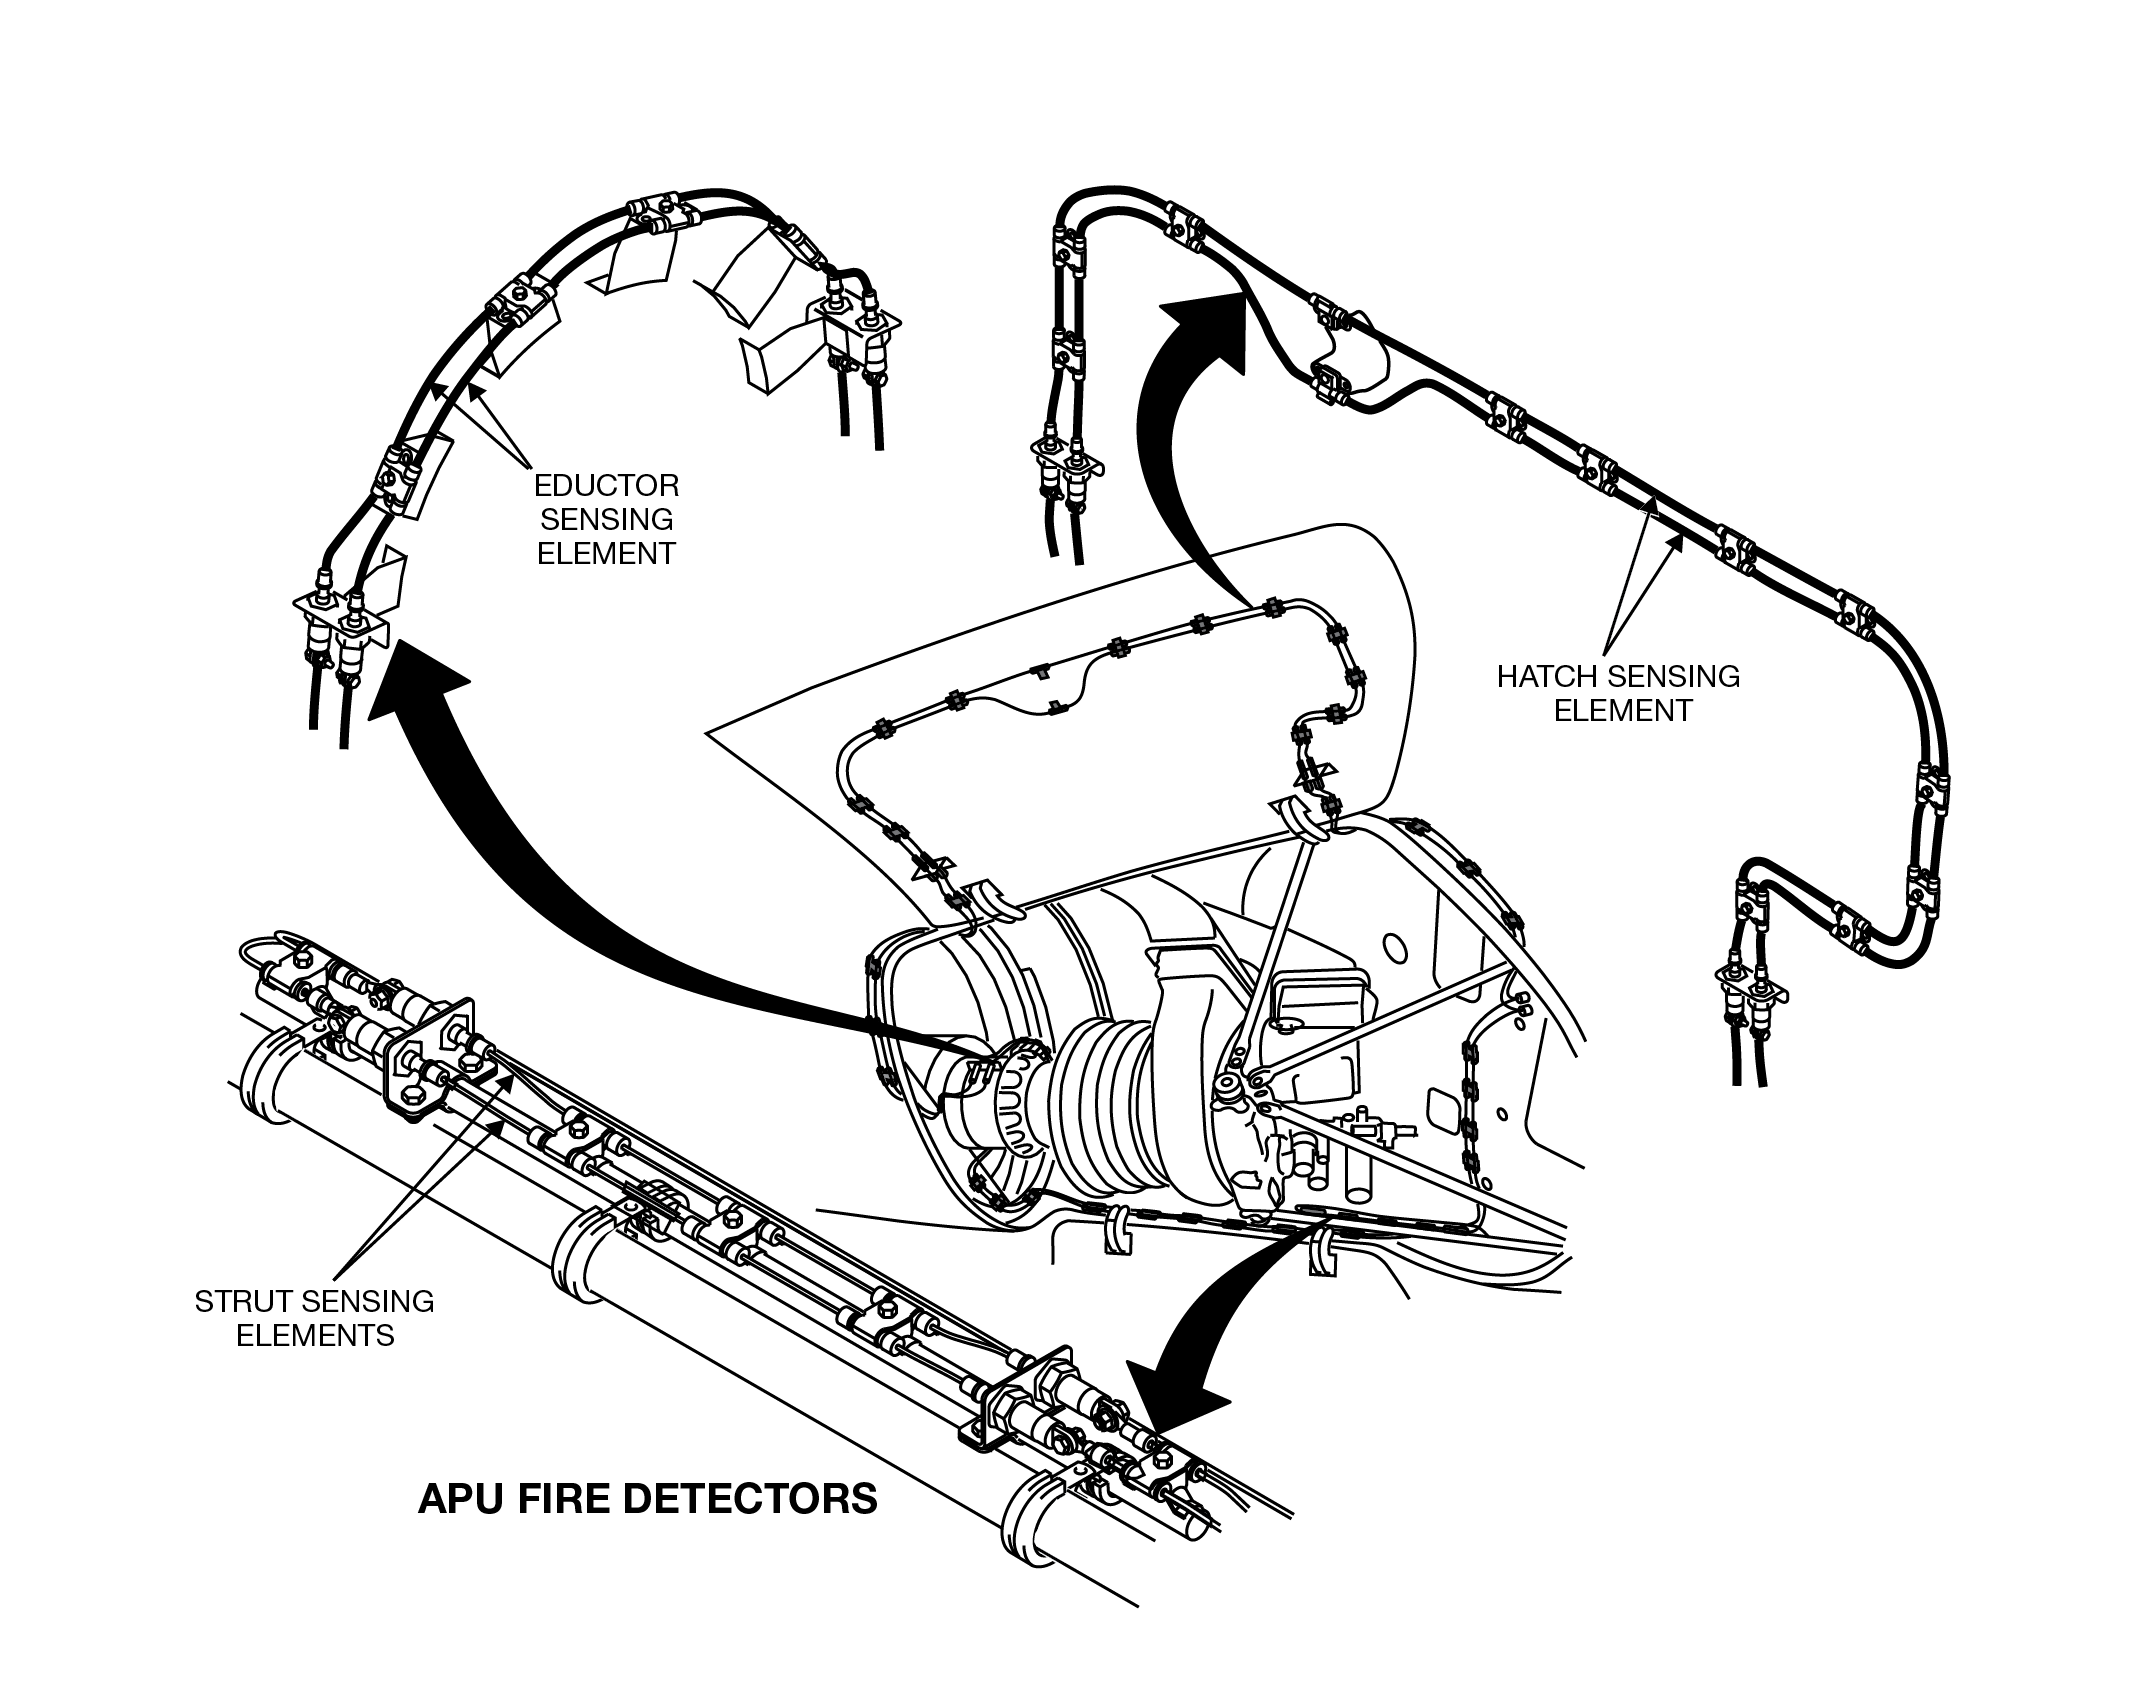 EDUCTOR
SENSING
ELEMENT
HATCH SENSING
ELEMENT
STRUT SENSING
ELEMENTS
APU FIRE DETECTORS